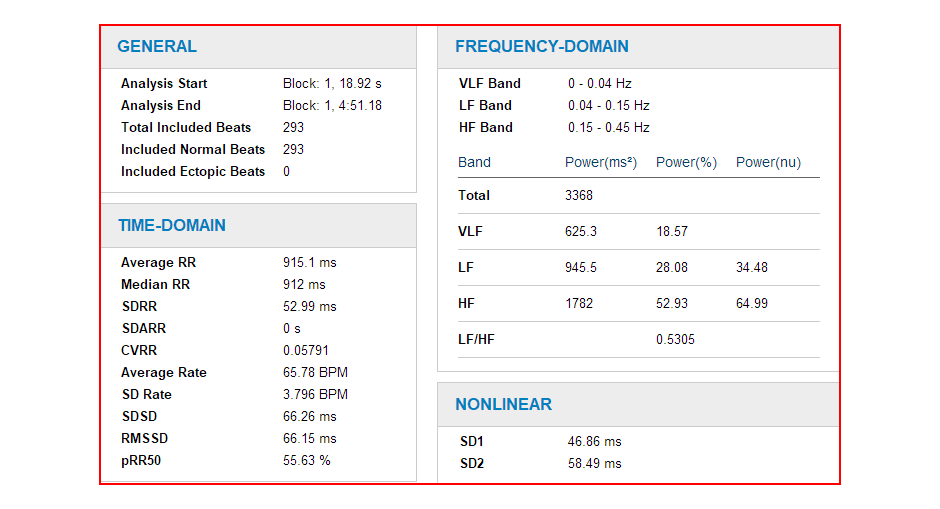 GENERAL
Analysis Start Block: 1, 18.92 s
Analysis End Block: 1, 4:51.18
Total Included Beats 293
Included Normal Beats 293
Included Ectopic Beats 0
TIME-DOMAIN
Average RR 915.1 ms
Median RR 912 ms
SDRR 52.99 ms
SDARR 0 s
CVRR 0.05791
Average Rate 65.78 BPM
SD Rate 3.796 BPM
SDSD 66.26 ms
RMSSD 66.15 ms
pRR50 55.63 %
FREQUENCY-DOMAIN
VLF Band 0 - 0.04 Hz
LF Band 0.04 - 0.15 Hz
HF Band 0.15 - 0.45 Hz
Band Power(ms²) Power(%) Power(nu)
Total 3368
VLF 625.3 18.57
LF 945.5 28.08 34.48
HF 1782 52.93 64.99
LF/HF 0.5305
NONLINEAR
SD1 46.86 ms
SD2 58.49 ms